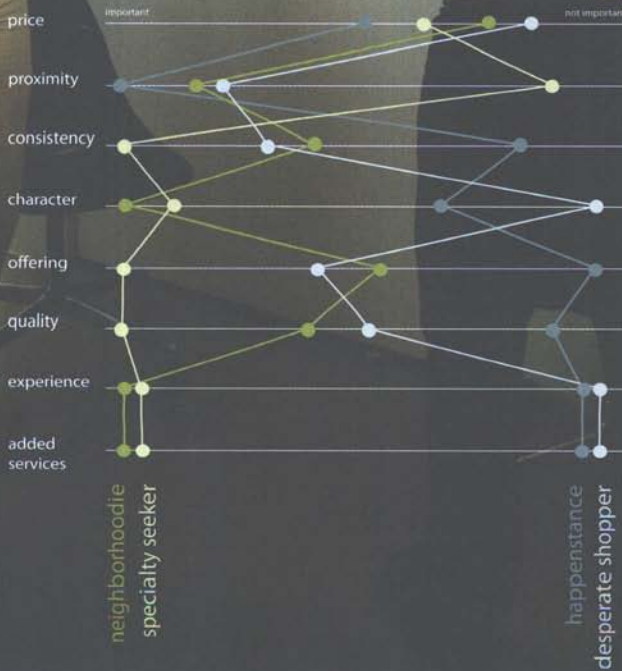 important
not important
price
proximity
consistency
character
offering
quality
experience
added
services
neighborhoodie
specialty seeker
happenstance
desperate shopper